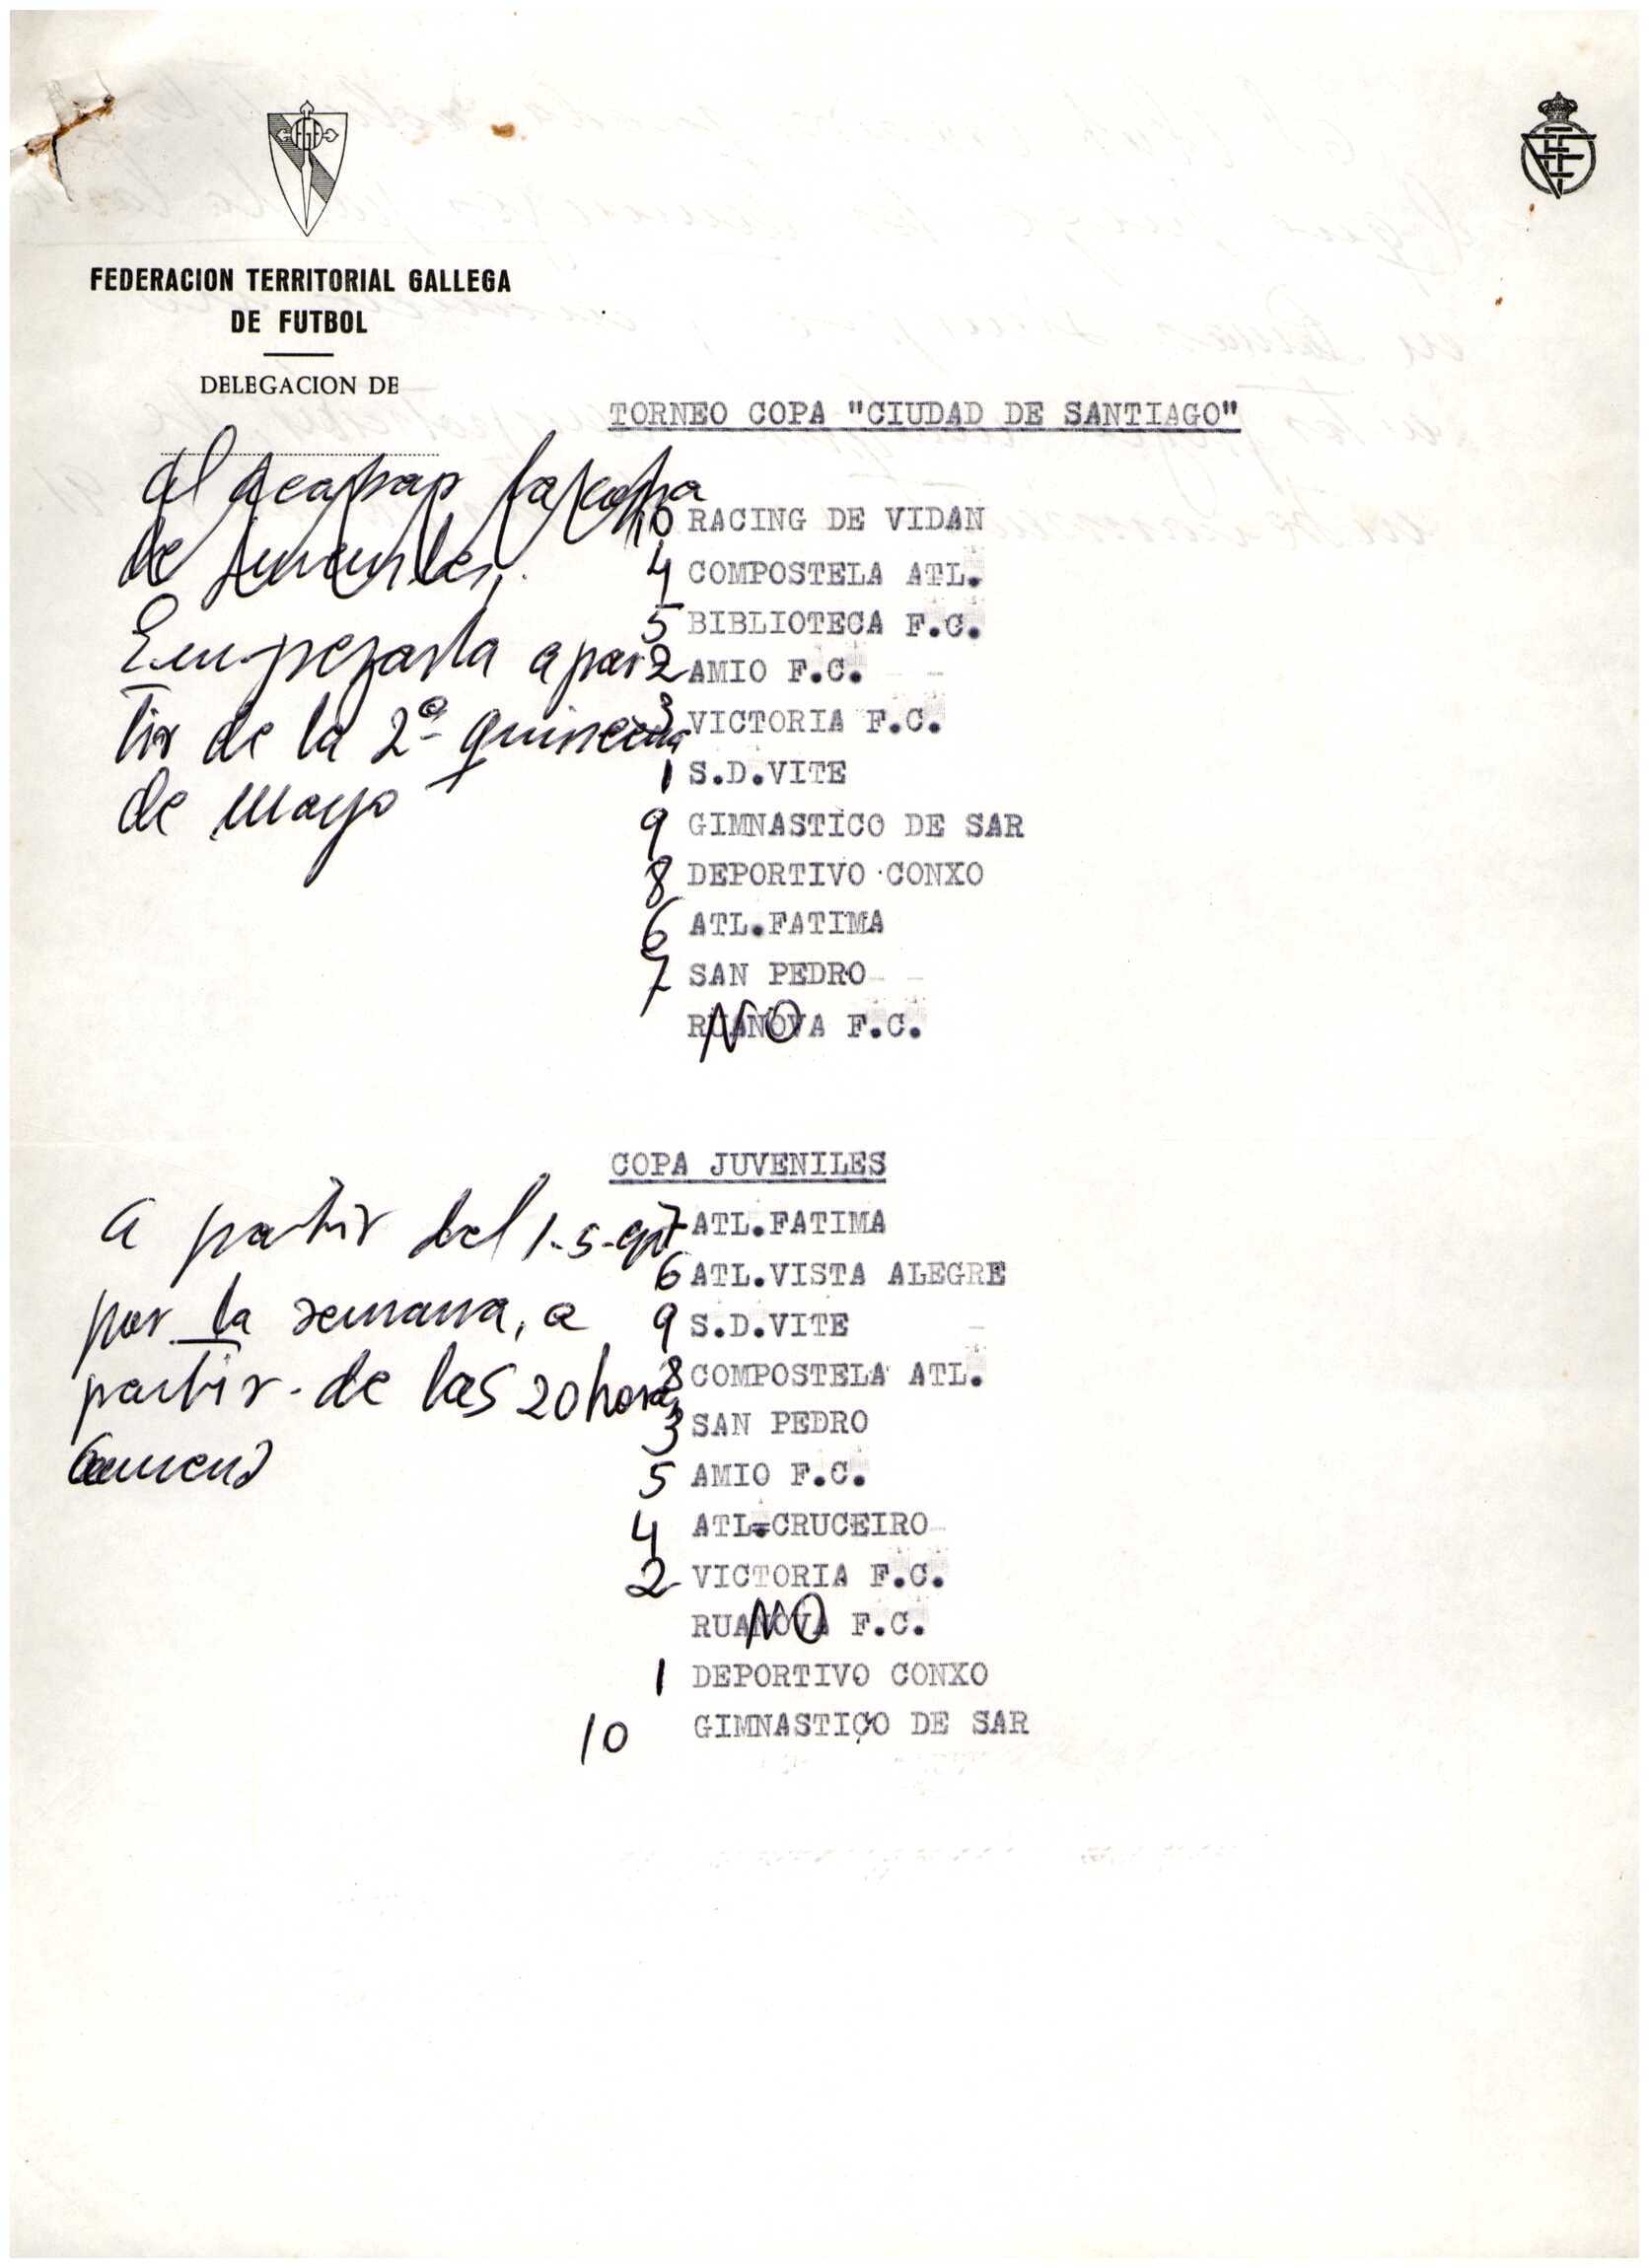 FEDERACION TERRITORIAL GALLEGA
DE FUTBOL
DELEGACION DE
TORNEO COPA "CIUDAD DE SANTIAGO"
al acabar la copa
de juveniles,
Empezarla a par
tir de la 2ª quincena
de Mayo
10 RACING DE VIDAN
4 COMPOSTELA ATL.
5 BIBLIOTECA F.C.
2 AMIO F.C.
3 VICTORIA F.C.
1 S.D.VITE
9 GIMNASTICO DE SAR
8 DEPORTIVO CONXO
6 ATL.FATIMA
7 SAN PEDRO
RUANOVA F.C.
NO
COPA JUVENILES
a partir del 1-5-
por la semana, a
partir de las 20 horas
7 ATL.FATIMA
6 ATL.VISTA ALEGRE
9 S.D.VITE
8 COMPOSTELA ATL.
3 SAN PEDRO
5 AMIO F.C.
4 ATL.CRUCEIRO
2 VICTORIA F.C.
RUANOVA F.C.
NO
1 DEPORTIVO CONXO
10 GIMNASTICO DE SAR